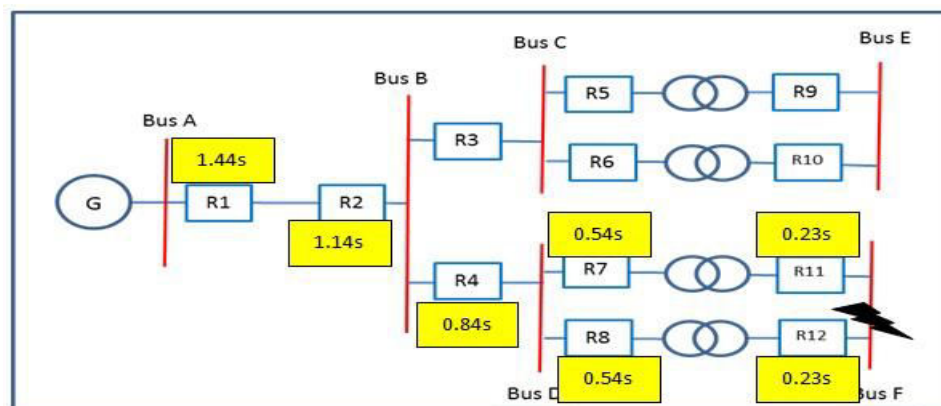 Bus A
Bus B
Bus C
Bus E
G
1.44s
R1
R2
1.14s
R3
R5
R9
R6
R10
R4
0.84s
0.54s
R7
0.23s
R11
R8
0.54s
R12
0.23s
Bus D
Bus F